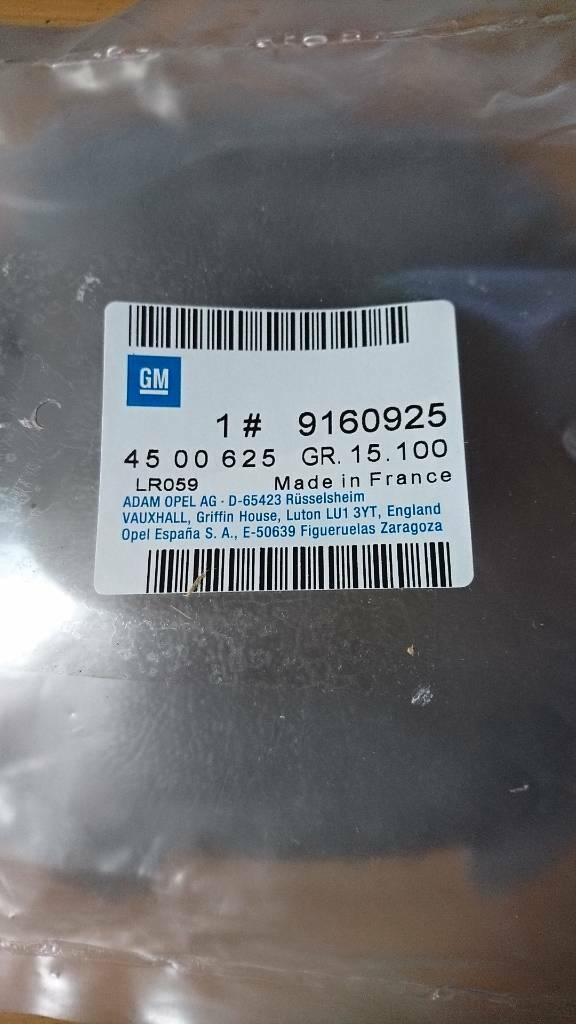 GM
1 # 9160925
45 00 625 GR. 15.100
LR059 Made in France
ADAM OPEL AG · D-65423 Rüsselsheim
VAUXHALL, Griffin House, Luton LU1 3YT, England
Opel España S. A., E-50639 Figueruelas Zaragoza